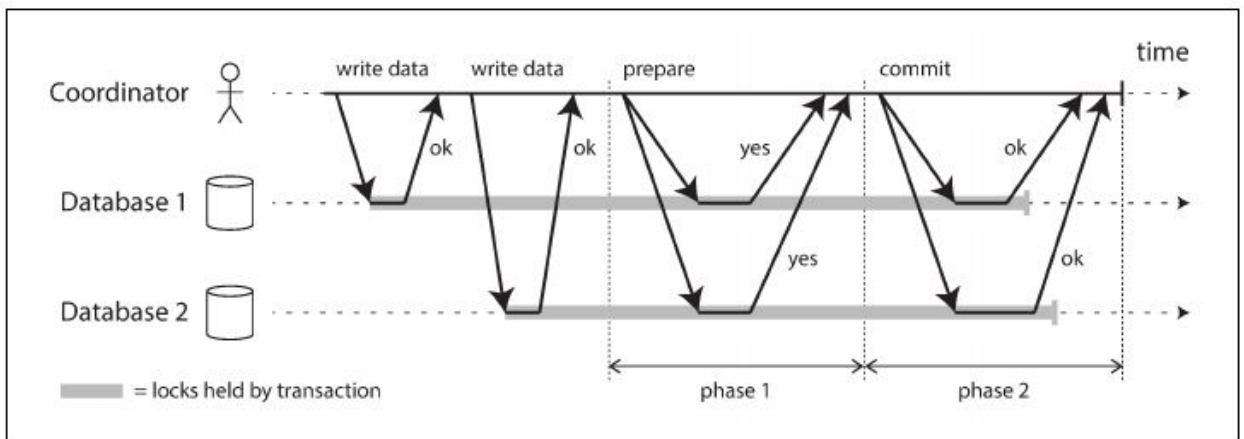 time
write data write data prepare commit
Coordinator
ok ok yes ok
Database 1
yes ok
Database 2
= locks held by transaction
phase 1 phase 2